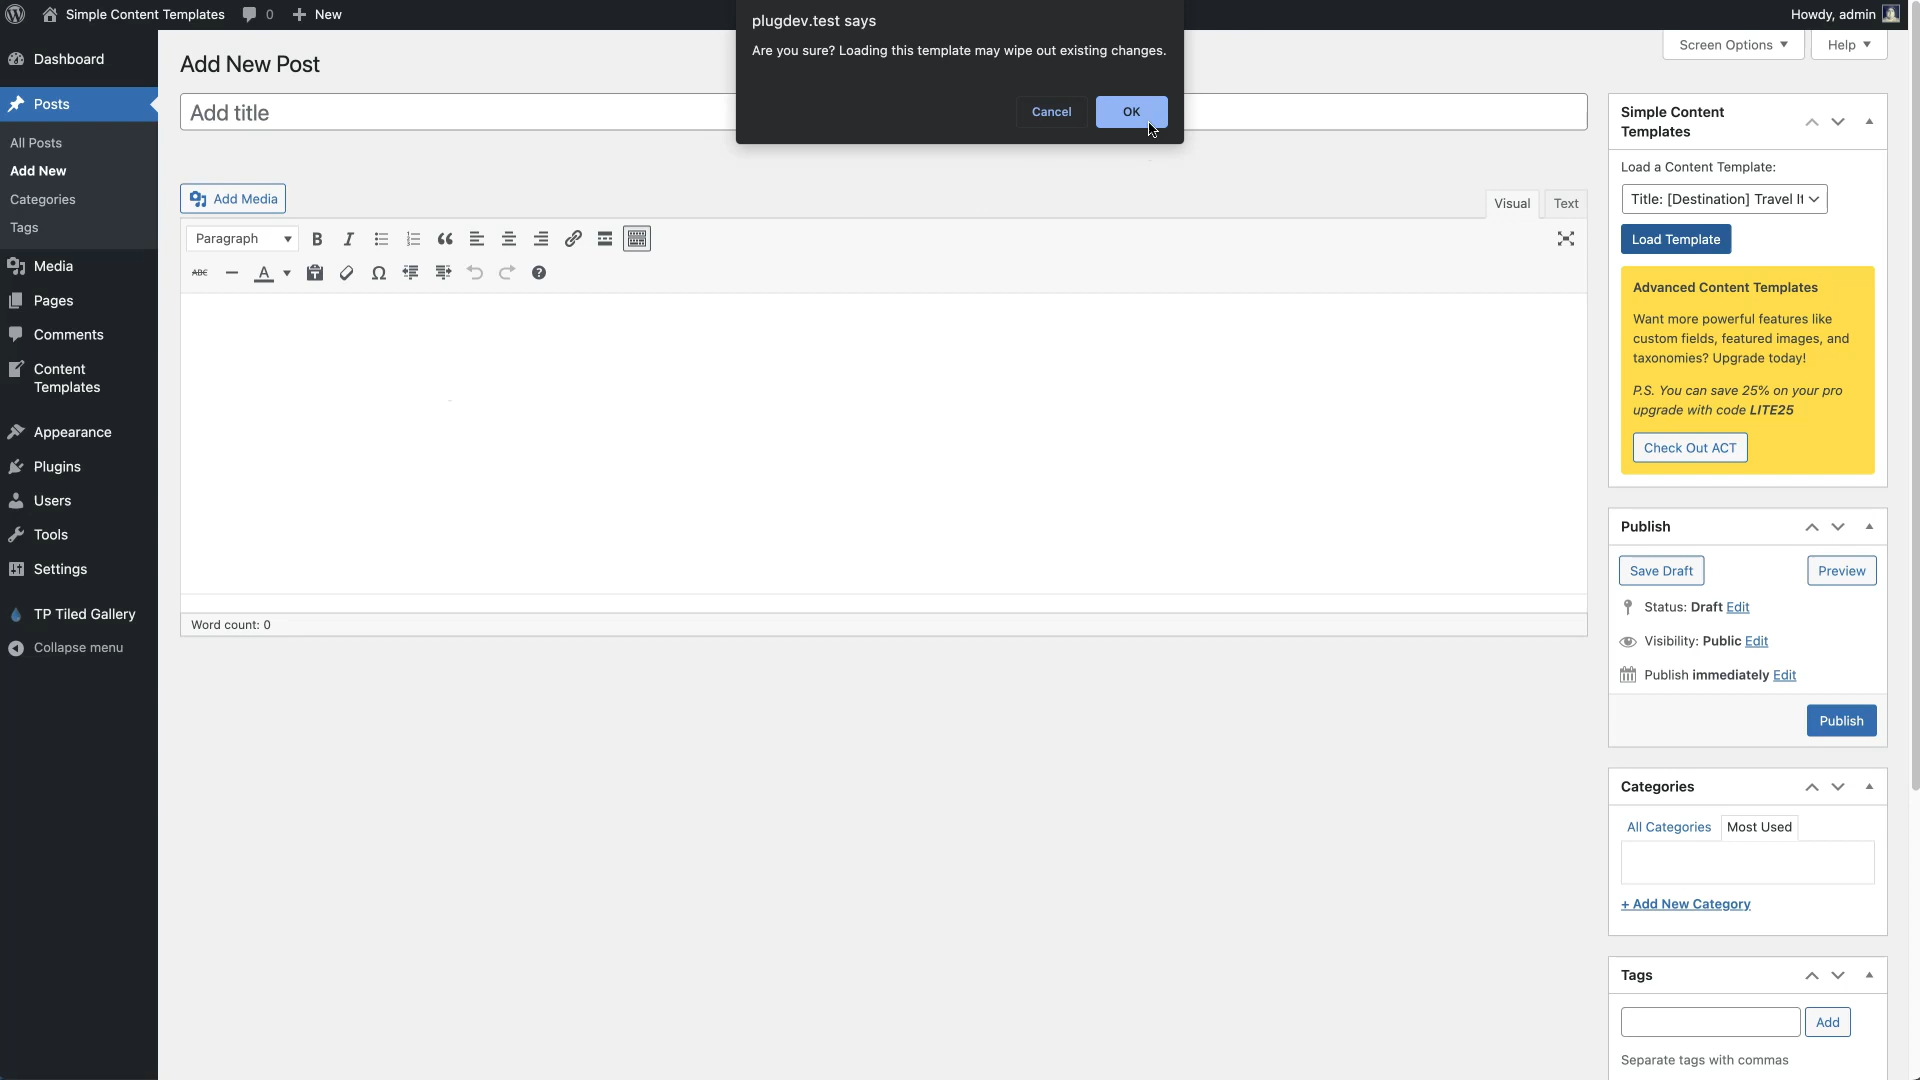 Simple Content Templates 0 New Howdy, admin
plugdev.test says
Are you sure? Loading this template may wipe out existing changes.
Cancel OK
Screen Options Help
Dashboard
Posts
All Posts
Add New
Categories
Tags
Media
Pages
Comments
Content
Templates
Appearance
Plugins
Users
Tools
Settings
TP Tiled Gallery
Collapse menu
Add New Post
Add title
Add Media
Visual Text
Paragraph
ABC
Word count: 0
Simple Content
Templates
Load a Content Template:
Title: [Destination] Travel It
Load Template
Advanced Content Templates
Want more powerful features like
custom fields, featured images, and
taxonomies? Upgrade today!
P.S. You can save 25% on your pro
upgrade with code LITE25
Check Out ACT
Publish
Save Draft Preview
Status: Draft Edit
Visibility: Public Edit
Publish immediately Edit
Publish
Categories
All Categories Most Used
+ Add New Category
Tags
Add
Separate tags with commas